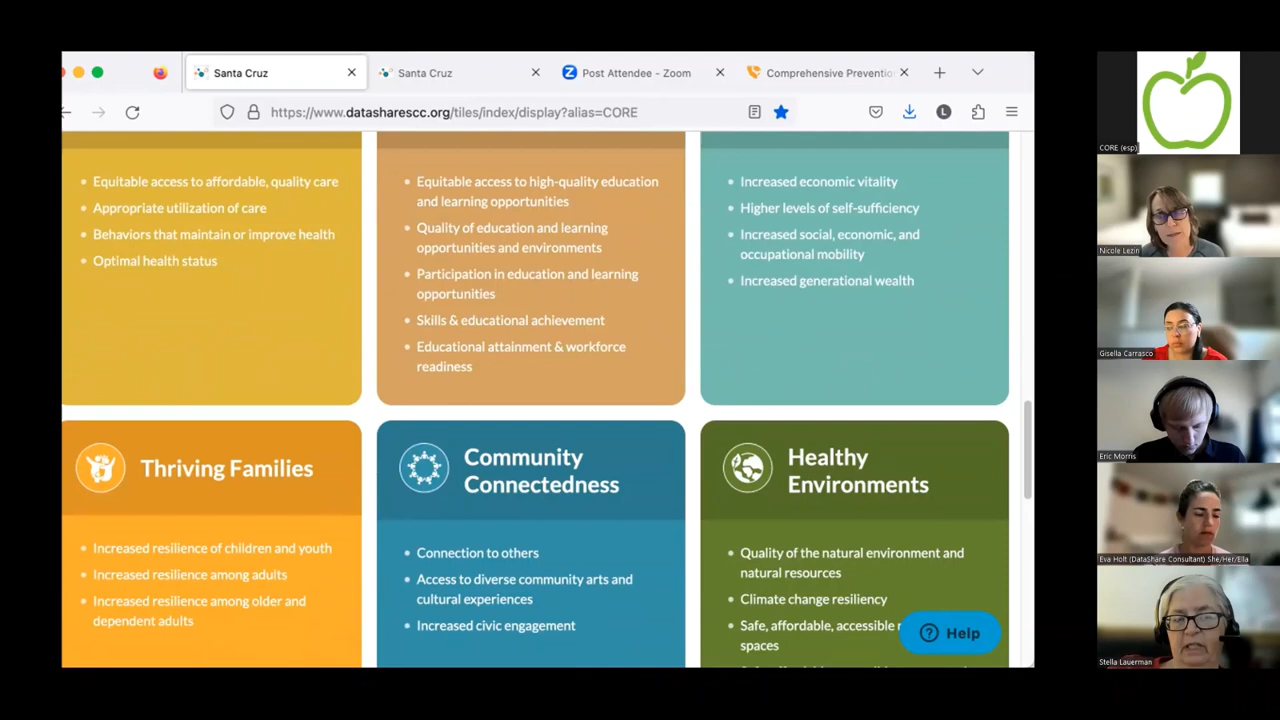 Santa Cruz
Santa Cruz
Post Attendee - Zoom
Comprehensive Preventio
https://www.datasharescc.org/tiles/index/display?alias=CORE
L
Equitable access to affordable, quality care
Appropriate utilization of care
Behaviors that maintain or improve health
Optimal health status
Equitable access to high-quality education
and learning opportunities
Quality of education and learning
opportunities and environments
Participation in education and learning
opportunities
Skills & educational achievement
Educational attainment & workforce
readiness
Increased economic vitality
Higher levels of self-sufficiency
Increased social, economic, and
occupational mobility
Increased generational wealth
Thriving Families
Increased resilience of children and youth
Increased resilience among adults
Increased resilience among older and
dependent adults
Community
Connectedness
Connection to others
Access to diverse community arts and
cultural experiences
Increased civic engagement
Healthy
Environments
Quality of the natural environment and
natural resources
Climate change resiliency
Safe, affordable, accessible
spaces
Help
CORE (esp)
Nicole Lezin
Gisella Carrasco
Eric Morris
Eva Holt (DataShare Consultant) She/Her/Ella
Stella Lauerman